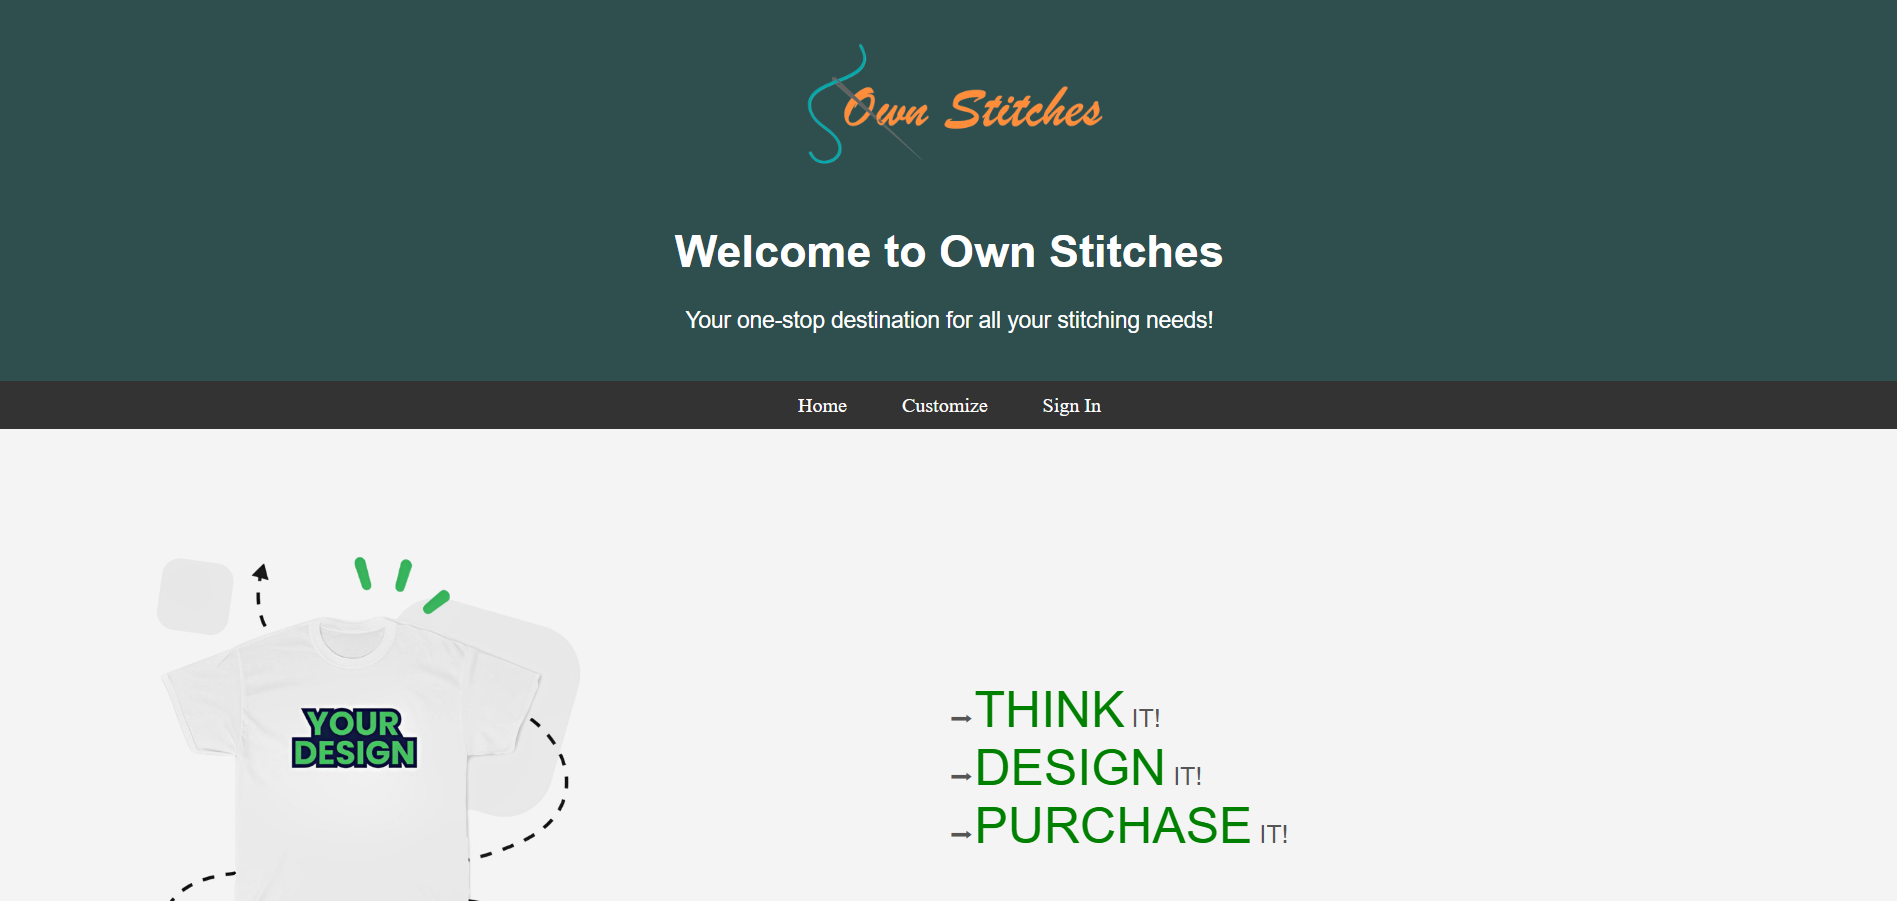 Own Stitches
Welcome to Own Stitches
Your one-stop destination for all your stitching needs!
Home Customize Sign In
YOUR
DESIGN
➞THINK IT!
➞DESIGN IT!
➞PURCHASE IT!